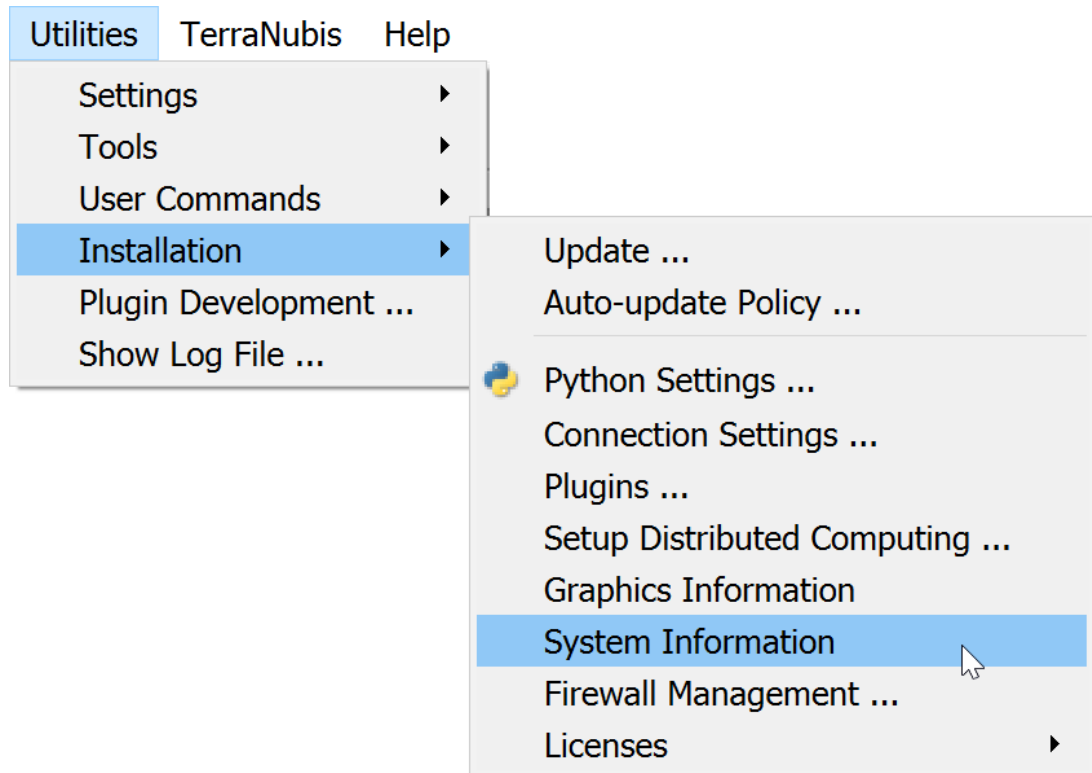 Utilities TerraNubis Help
Settings
Tools
User Commands
Installation
Plugin Development ...
Show Log File ...
Update ...
Auto-update Policy ...
Python Settings ...
Connection Settings ...
Plugins ...
Setup Distributed Computing ...
Graphics Information
System Information
Firewall Management ...
Licenses